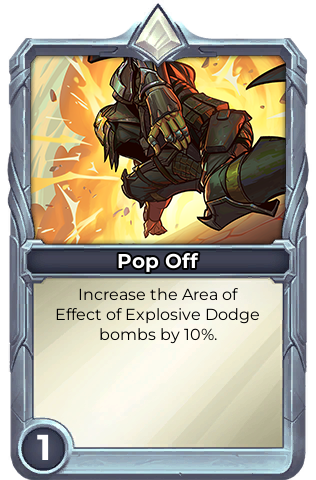 Pop Off
Increase the Area of
Effect of Explosive Dodge
bombs by 10%.
1